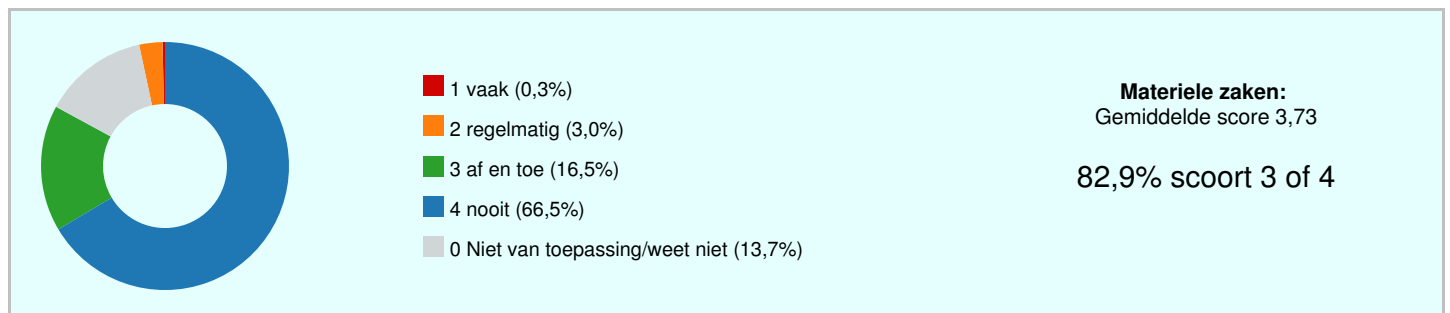 1 vaak (0,3%)
2 regelmatig (3,0%)
3 af en toe (16,5%)
4 nooit (66,5%)
0 Niet van toepassing/weet niet (13,7%)
Materiele zaken:
Gemiddelde score 3,73
82,9% scoort 3 of 4